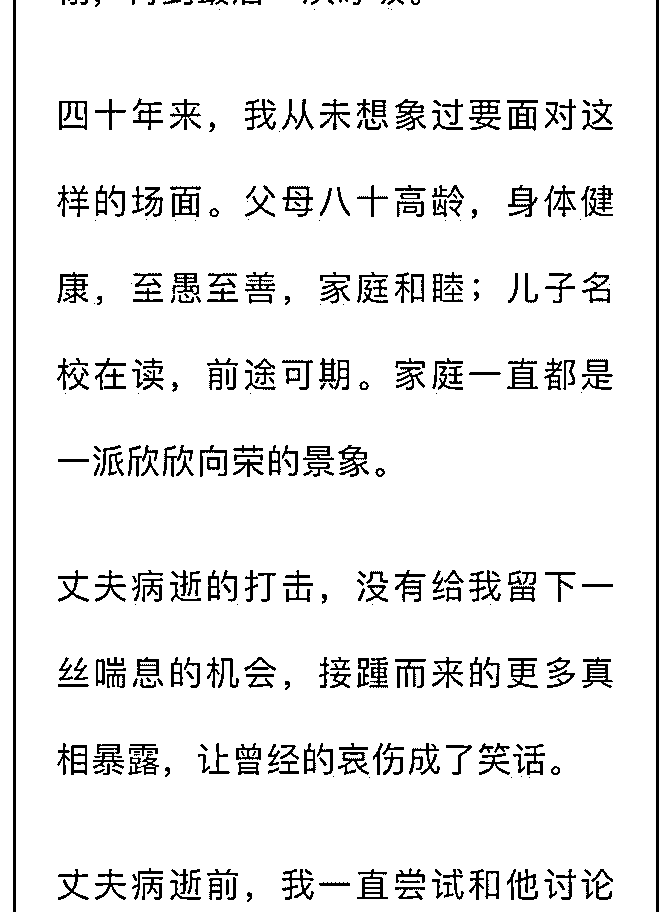 四十年来，我从未想象过要面对这
样的场面。父母八十高龄，身体健
康，至愚至善，家庭和睦；儿子名
校在读，前途可期。家庭一直都是
一派欣欣向荣的景象。
丈夫病逝的打击，没有给我留下一
丝喘息的机会，接踵而来的更多真
相暴露，让曾经的哀伤成了笑话。
丈夫病逝前，我一直尝试和他讨论